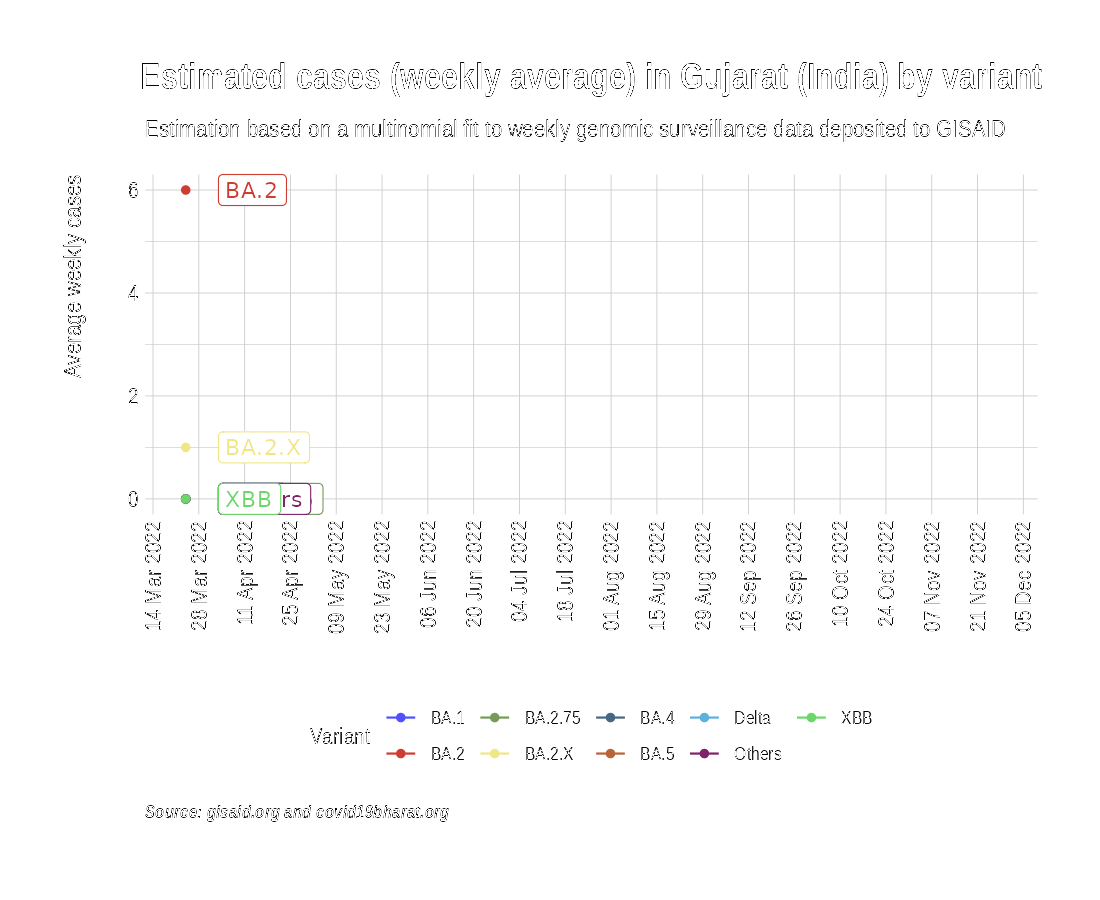 Estimated cases (weekly average) in Gujarat (India) by variant
Estimation based on a multinomial fit to weekly genomic surveillance data deposited to GISAID
Average weekly cases
6
4
2
0
BA.2
BA.2.X
XBB
rs
14 Mar 2022
28 Mar 2022
11 Apr 2022
25 Apr 2022
09 May 2022
23 May 2022
06 Jun 2022
20 Jun 2022
04 Jul 2022
18 Jul 2022
01 Aug 2022
15 Aug 2022
29 Aug 2022
12 Sep 2022
26 Sep 2022
10 Oct 2022
24 Oct 2022
07 Nov 2022
21 Nov 2022
05 Dec 2022
Variant
BA.1 BA.2.75 BA.4 Delta XBB
BA.2 BA.2.X BA.5 Others
Source: gisaid.org and covid19bharat.org